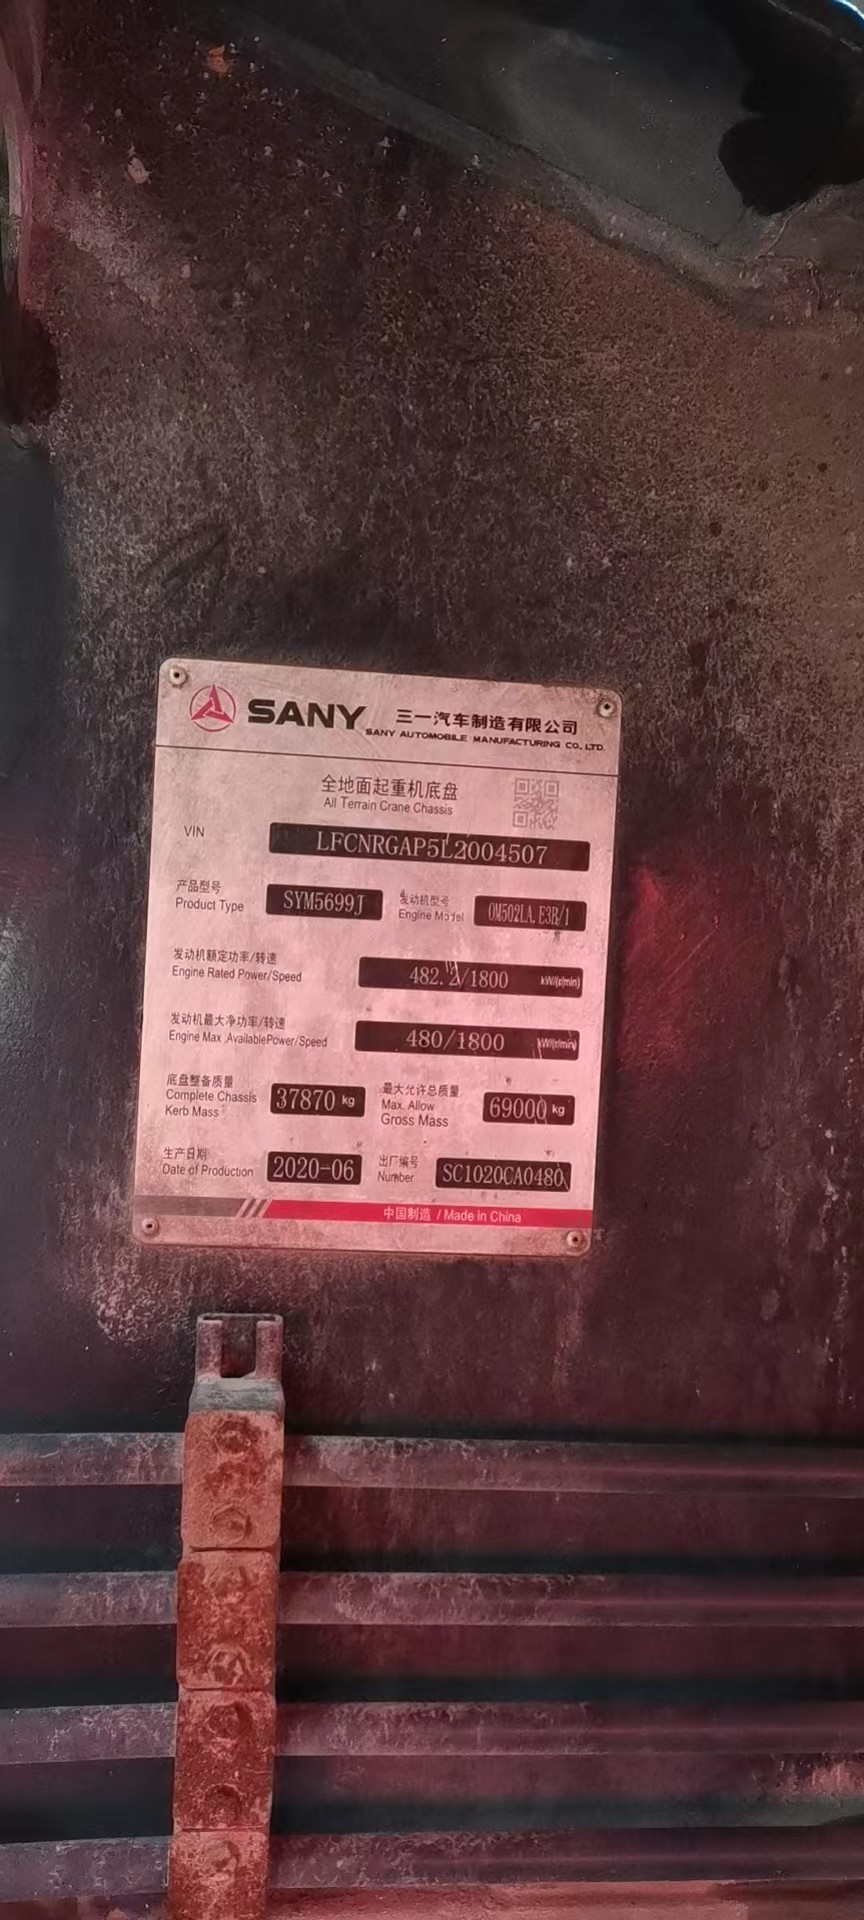 SANY 三一汽车制造有限公司
SANY AUTOMOBILE MANUFACTURING CO., LTD.
全地面起重机底盘
All Terrain Crane Chassis
VIN LFCNRGAP5L2004507
产品型号 发动机型号
Product Type SYM5699J Engine Model OM502LA.E3B/1
发动机额定功率/转速
Engine Rated Power/Speed 482.2/1800 kW/(r/min)
发动机最大净功率/转速
Engine Max .AvailablePower/Speed 480/1800 kW/(r/min)
底盘整备质量 最大允许总质量
Complete Chassis 37870 kg Max. Allow 69000 kg
Kerb Mass Gross Mass
生产日期 出厂编号
Date of Production 2020-06 Number SC1020CA0480
中国制造 / Made in China